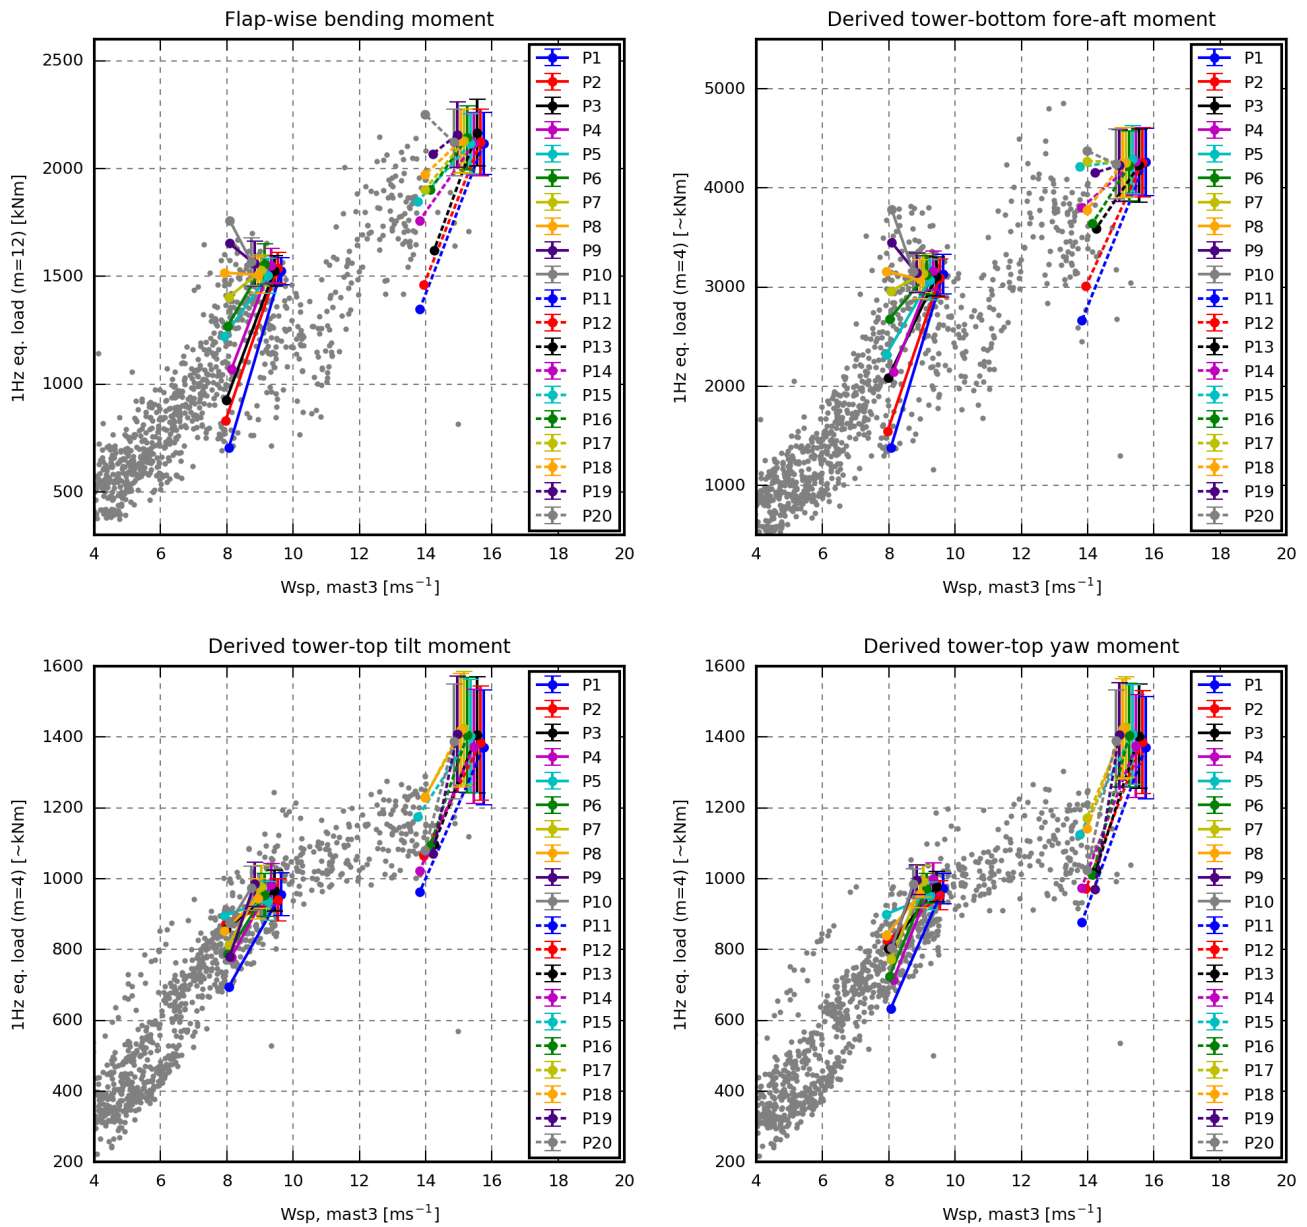 Flap-wise bending moment
1Hz eq. load (m=12) [kNm]
2500
2000
1500
1000
500
4 6 8 10 12 14 16 18 20
Wsp, mast3 [ms⁻¹]
P1
P2
P3
P4
P5
P6
P7
P8
P9
P10
P11
P12
P13
P14
P15
P16
P17
P18
P19
P20
Derived tower-bottom fore-aft moment
1Hz eq. load (m=4) [~kNm]
5000
4000
3000
2000
1000
4 6 8 10 12 14 16 18 20
Wsp, mast3 [ms⁻¹]
P1
P2
P3
P4
P5
P6
P7
P8
P9
P10
P11
P12
P13
P14
P15
P16
P17
P18
P19
P20
Derived tower-top tilt moment
1Hz eq. load (m=4) [~kNm]
1600
1400
1200
1000
800
600
400
200
4 6 8 10 12 14 16 18 20
Wsp, mast3 [ms⁻¹]
P1
P2
P3
P4
P5
P6
P7
P8
P9
P10
P11
P12
P13
P14
P15
P16
P17
P18
P19
P20
Derived tower-top yaw moment
1Hz eq. load (m=4) [~kNm]
1600
1400
1200
1000
800
600
400
200
4 6 8 10 12 14 16 18 20
Wsp, mast3 [ms⁻¹]
P1
P2
P3
P4
P5
P6
P7
P8
P9
P10
P11
P12
P13
P14
P15
P16
P17
P18
P19
P20